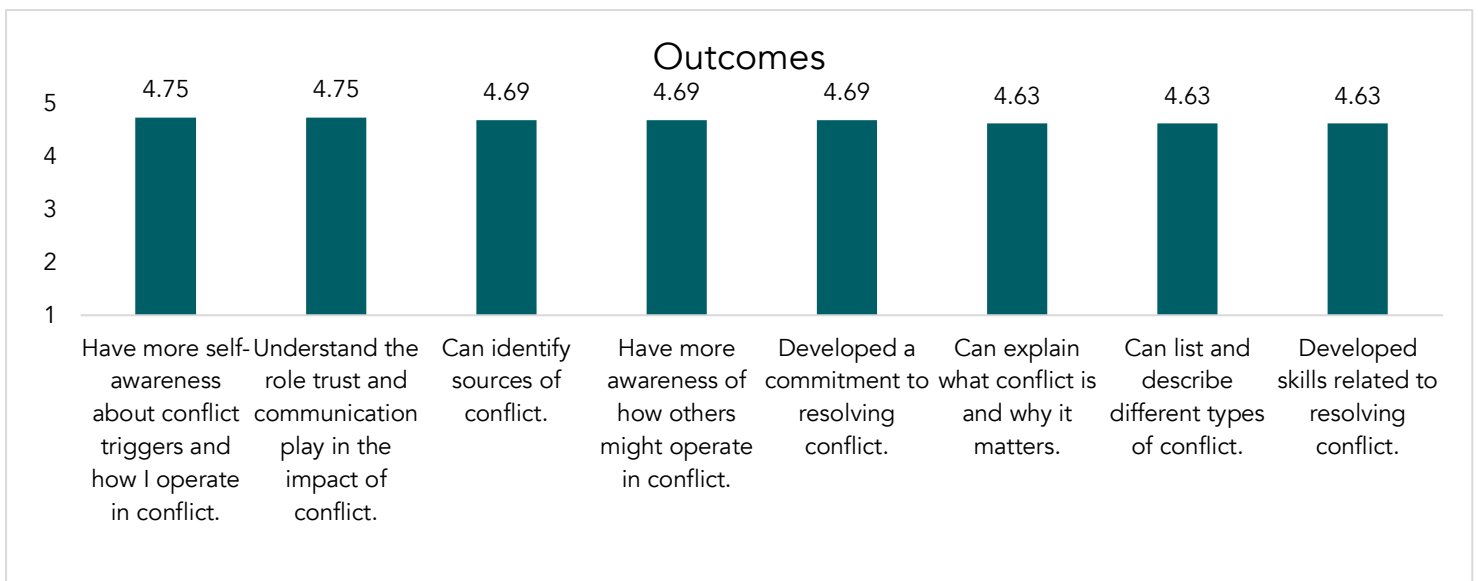 Outcomes
4.75
4.75
4.69
4.69
4.69
4.63
4.63
4.63
5
4
3
2
1
Have more self-
awareness
about conflict
triggers and
how I operate
in conflict.
Understand the
role trust and
communication
play in the
impact of
conflict.
Can identify
sources of
conflict.
Have more
awareness of
how others
might operate
in conflict.
Developed a
commitment to
resolving
conflict.
Can explain
what conflict is
and why it
matters.
Can list and
describe
different types
of conflict.
Developed
skills related to
resolving
conflict.